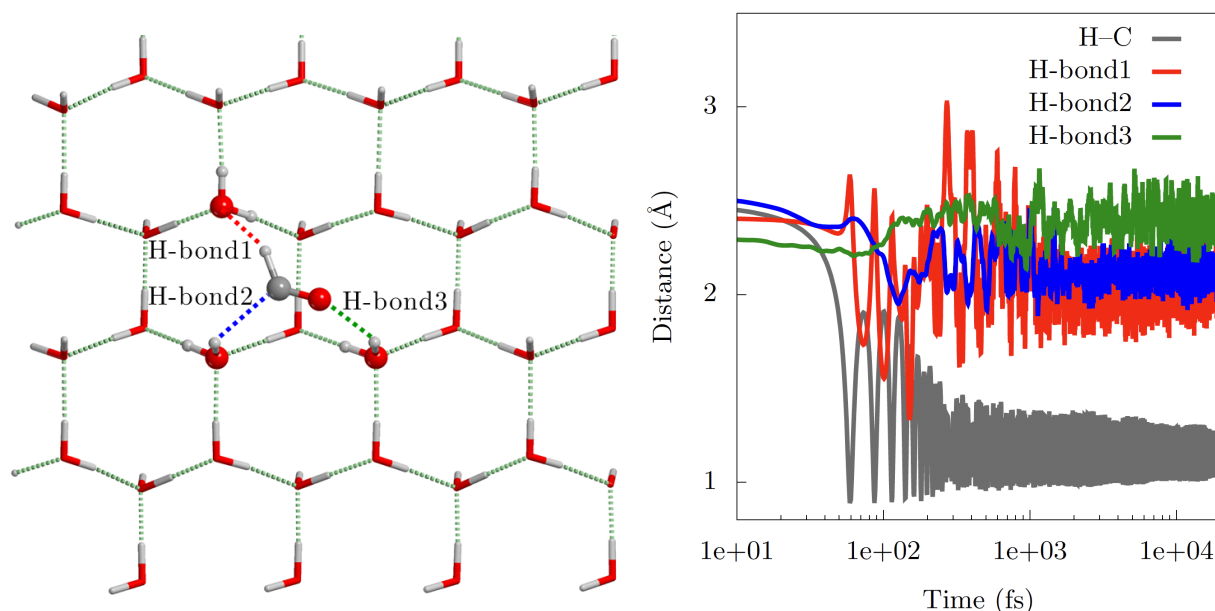 H-bond1
H-bond2
H-bond3
H–C
H-bond1
H-bond2
H-bond3
Distance (Å)
3
2
1
1e+01
1e+02
1e+03
1e+04
Time (fs)